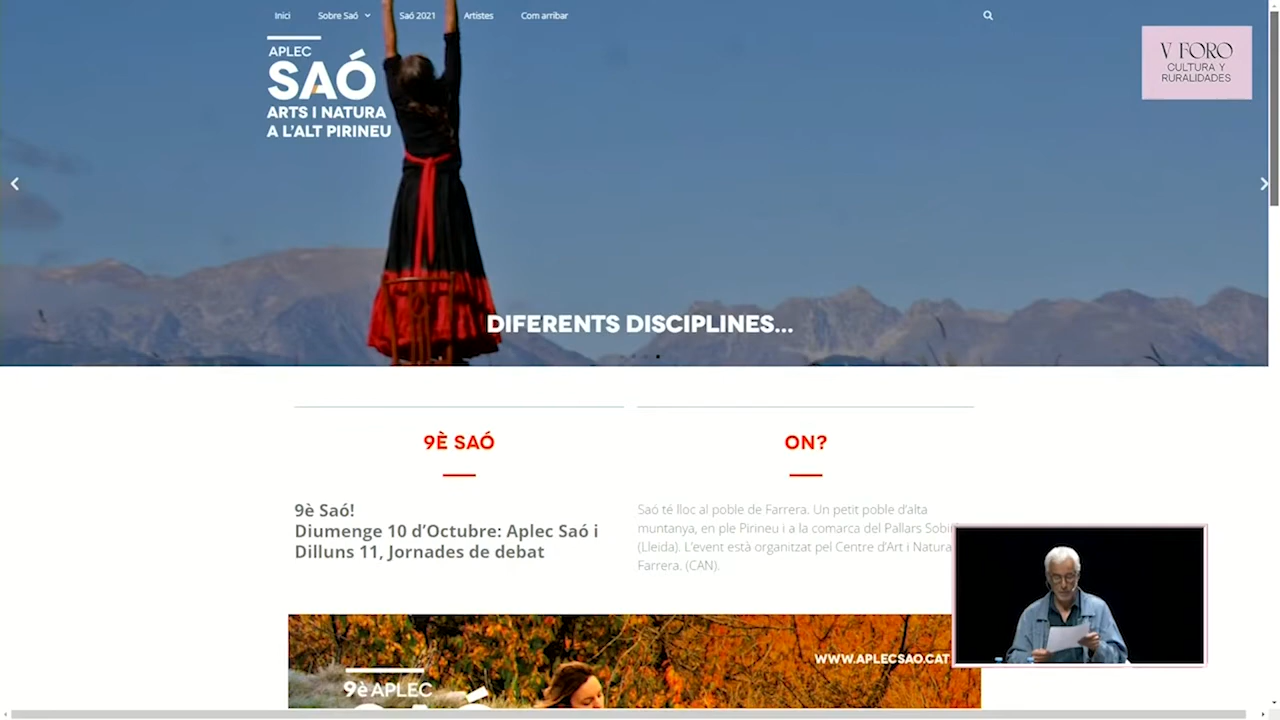 Inici
Sobre Saó
Saó 2021
Artistes
Com arribar
APLEC
SAÓ
ARTS I NATURA
A L'ALT PIRINEU
V FORO
CULTURA Y
RURALIDADES
DIFERENTS DISCIPLINES...
9È SAÓ
9è Saó!
Diumenge 10 d'Octubre: Aplec Saó i
Dilluns 11, Jornades de debat
ON?
Saó té lloc al poble de Farrera. Un petit poble d'alta
muntanya, en ple Pirineu i a la comarca del Pallars
(Lleida). L'event està organitzat pel Centre d'Art i Natura
Farrera. (CAN).
WWW.APLECSAO.CAT
9è APLEC